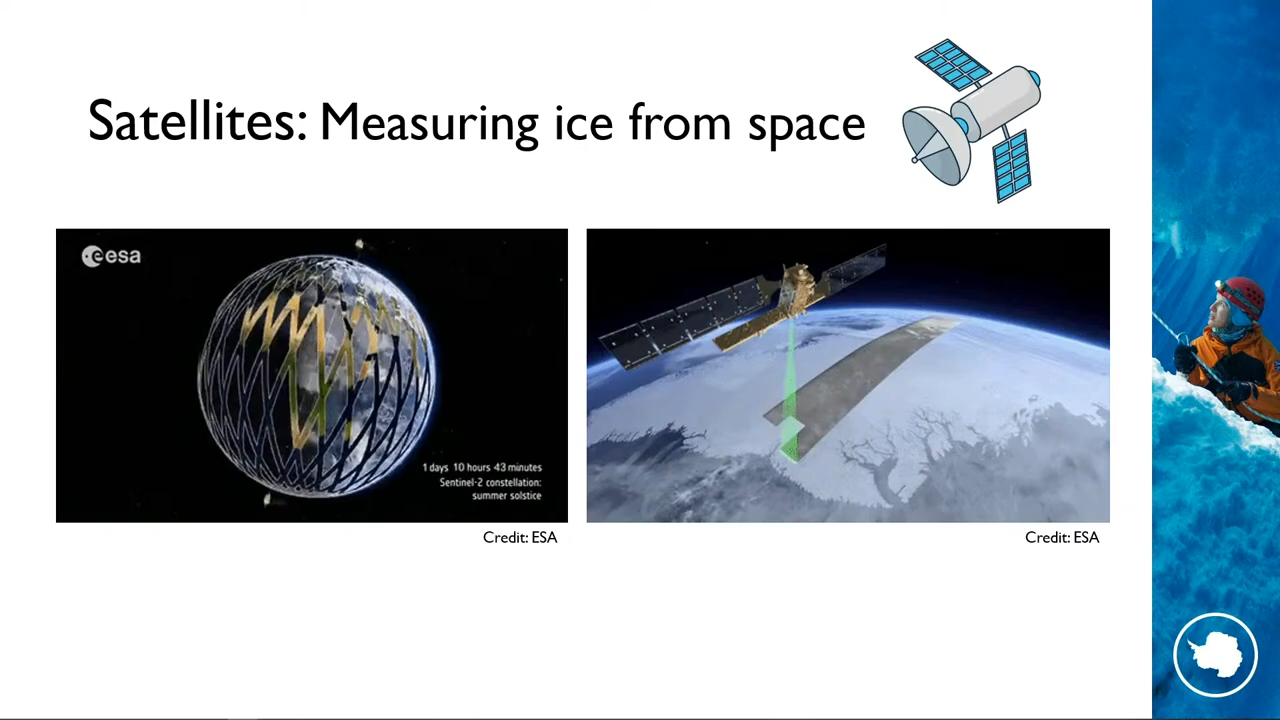 Satellites: Measuring ice from space
esa
1 days 10 hours 43 minutes
Sentinel-2 constellation:
summer solstice
Credit: ESA
Credit: ESA